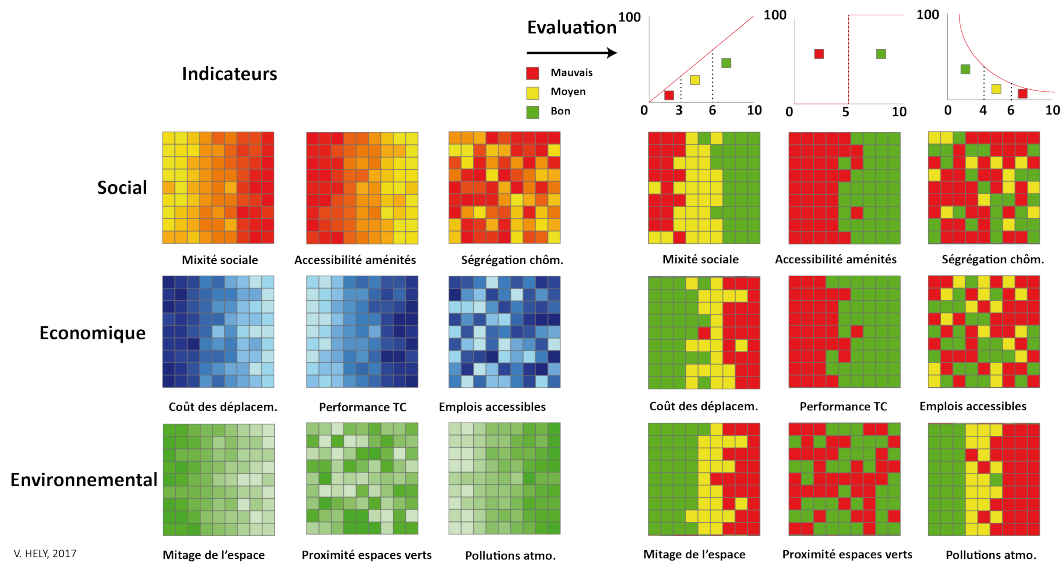 Indicateurs
Evaluation
Mauvais
Moyen
Bon
100
0 3 6 10
100
0 5 10
100
0 4 6 10
Social
Mixité sociale Accessibilité aménités Ségrégation chôm. Mixité sociale Accessibilité aménités Ségrégation chôm.
Economique
Coût des déplacem. Performance TC Emplois accessibles Coût des déplacem. Performance TC Emplois accessibles
Environnemental
Mitage de l'espace Proximité espaces verts Pollutions atmo. Mitage de l'espace Proximité espaces verts Pollutions atmo.
V. HELY, 2017